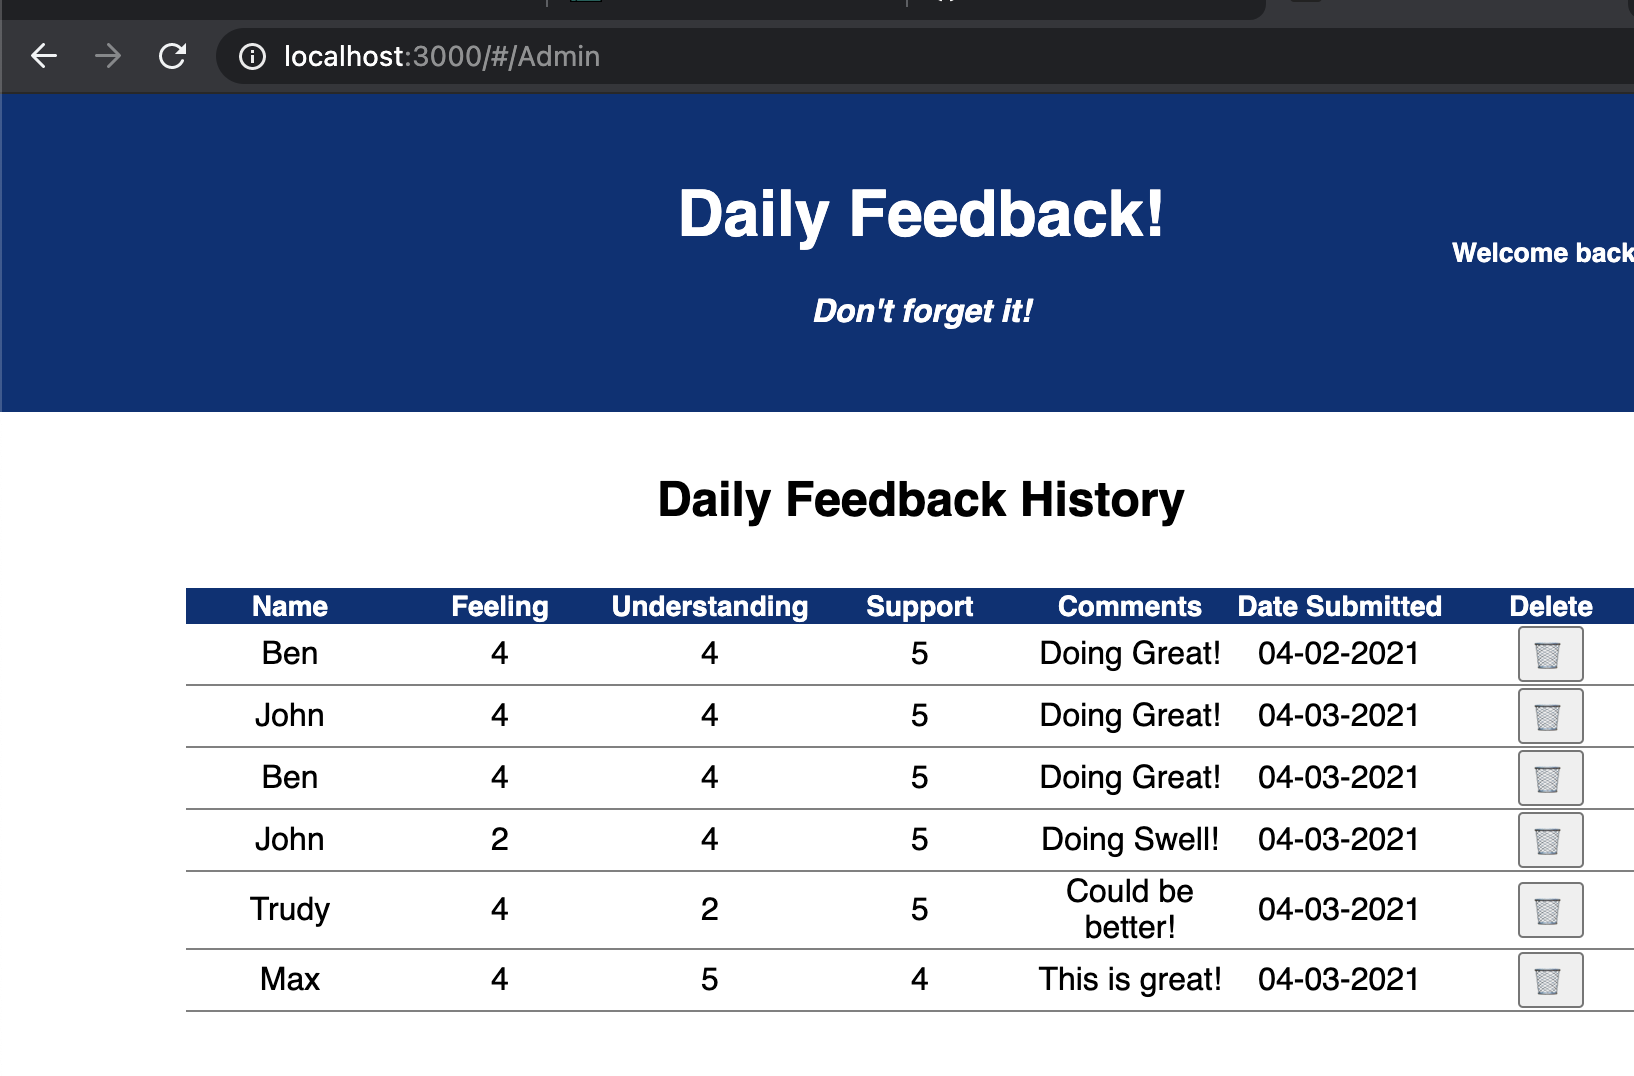 localhost:3000/#/Admin
Daily Feedback!
Welcome back
Don't forget it!
Daily Feedback History
Name Feeling Understanding Support Comments Date Submitted Delete
Ben 4 4 5 Doing Great! 04-02-2021
John 4 4 5 Doing Great! 04-03-2021
Ben 4 4 5 Doing Great! 04-03-2021
John 2 4 5 Doing Swell! 04-03-2021
Trudy 4 2 5 Could be better! 04-03-2021
Max 4 5 4 This is great! 04-03-2021